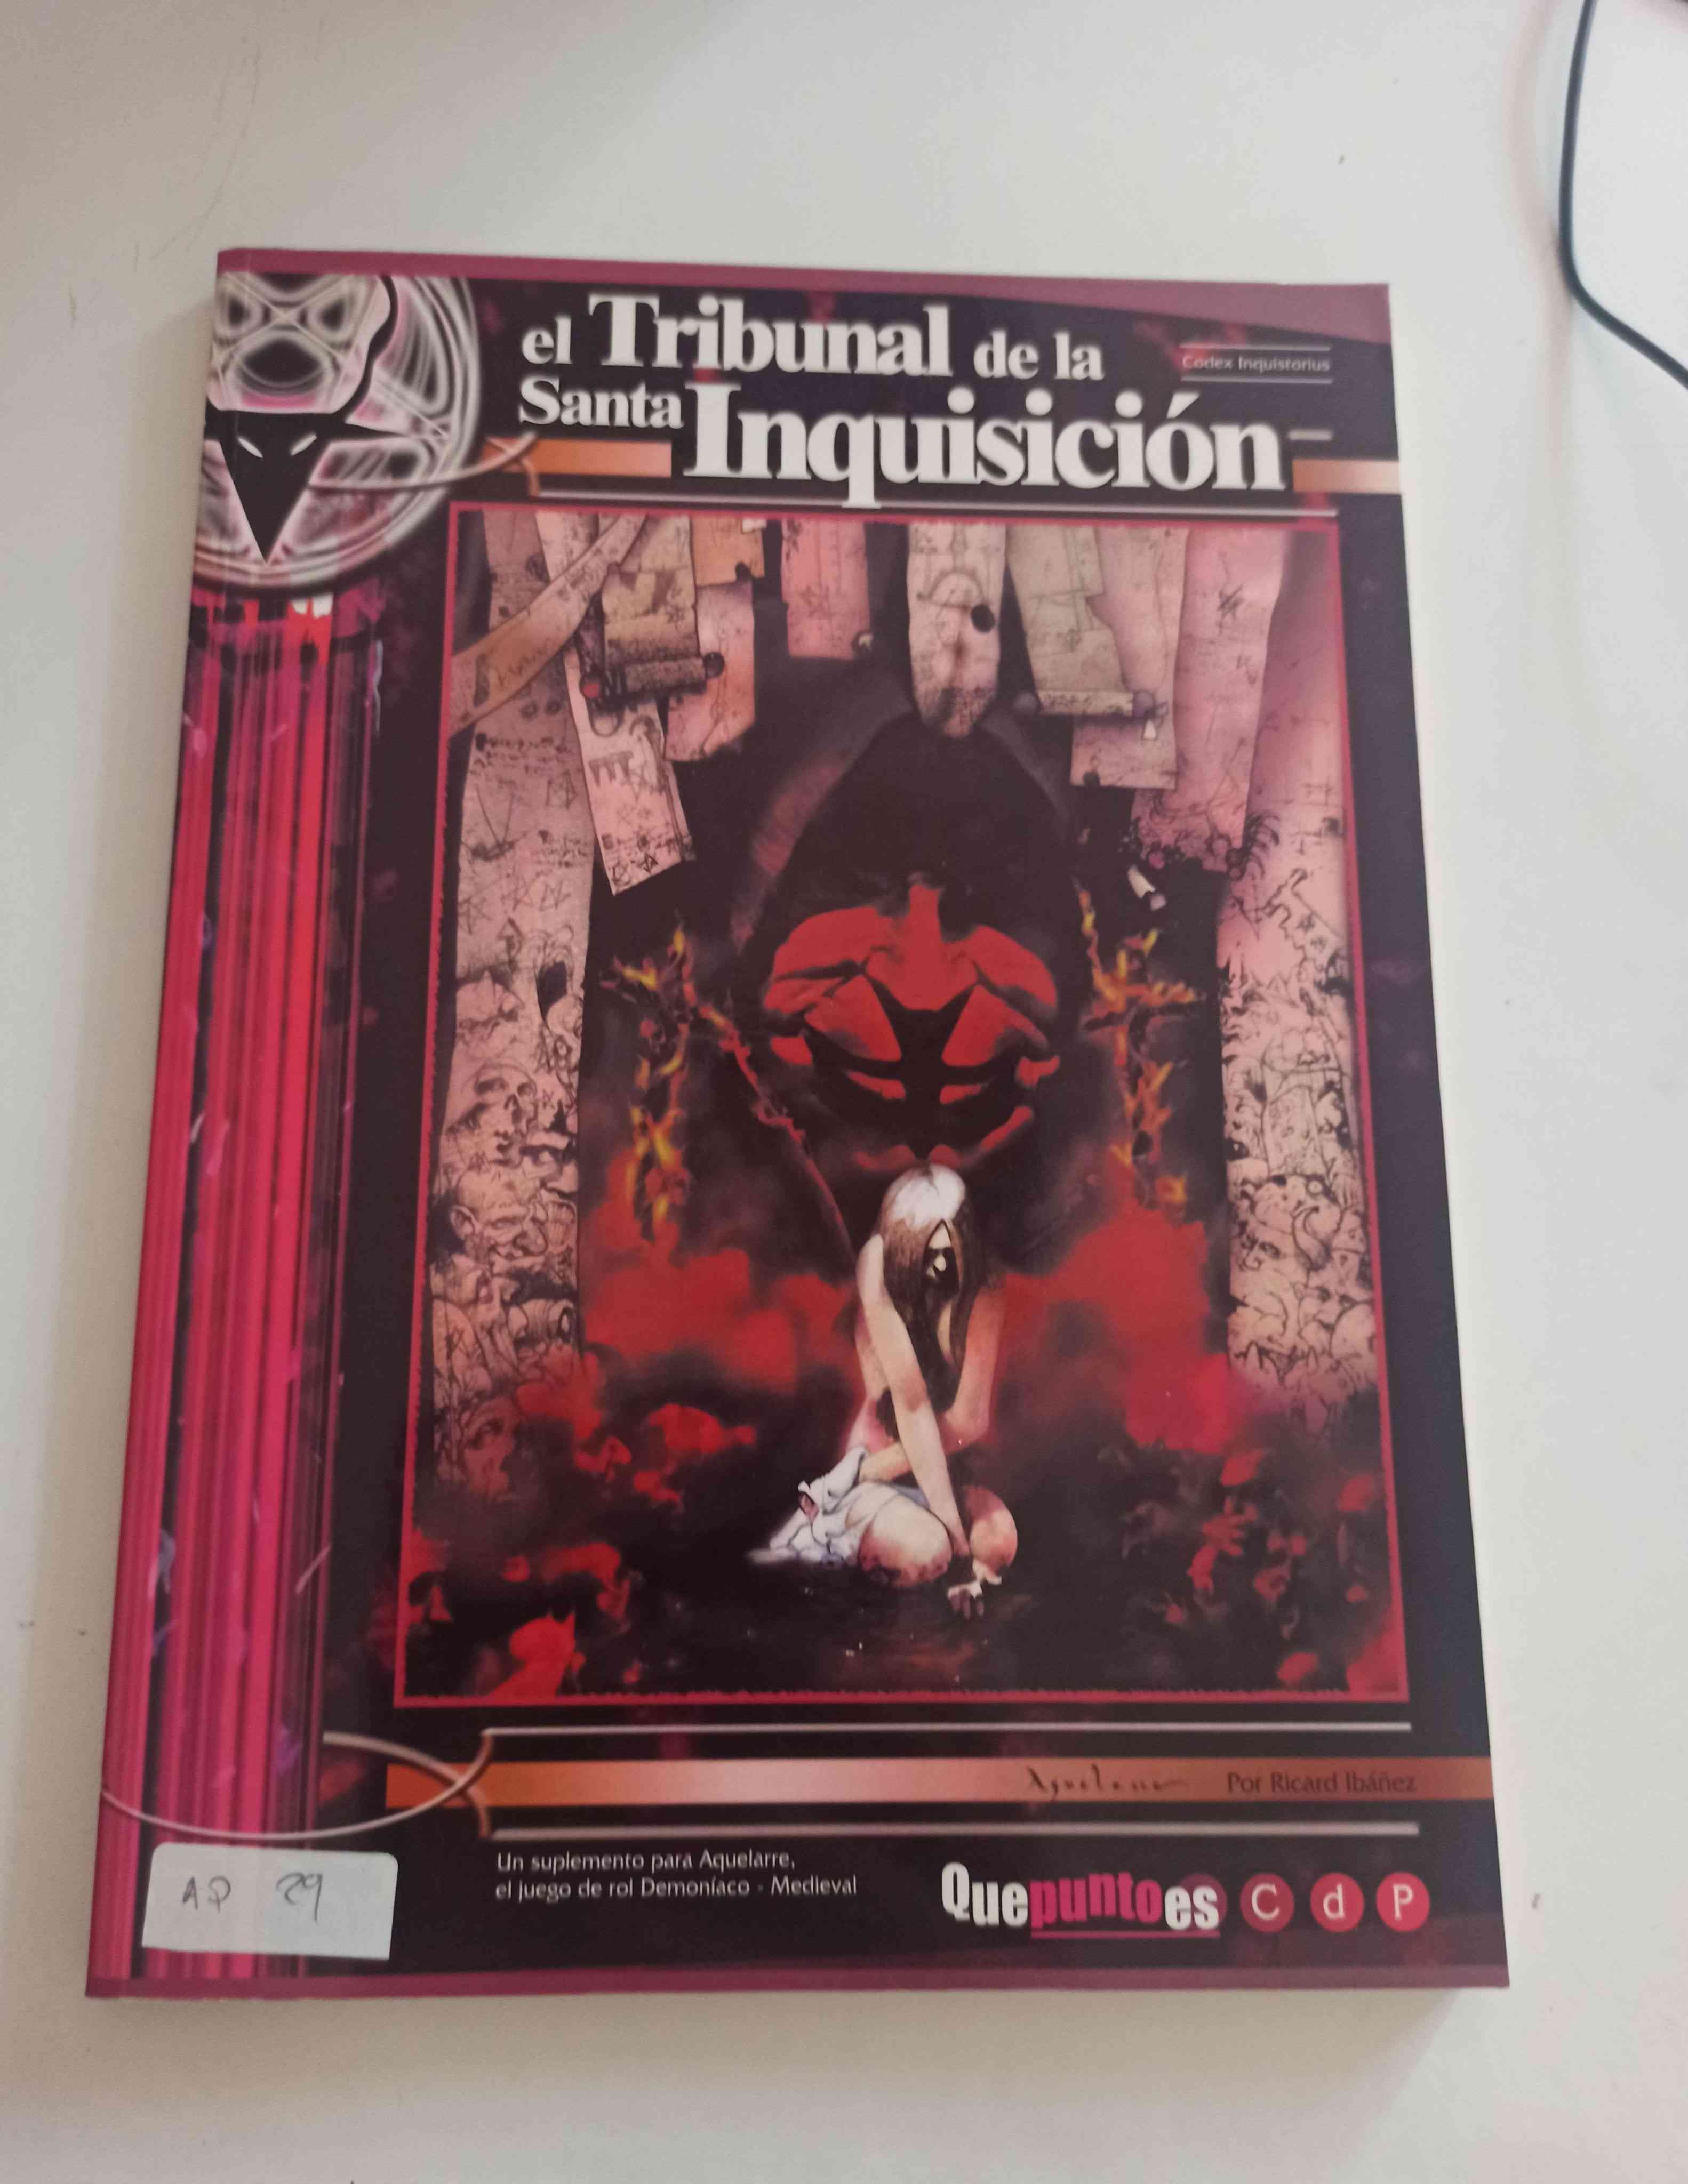 el Tribunal de la
Santa Inquisición
Codex Inquistorius
Aquelarre Por Ricard Ibáñez
Un suplemento para Aquelarre,
el juego de rol Demoníaco - Medieval
Quepuntoes C d P
AP 29